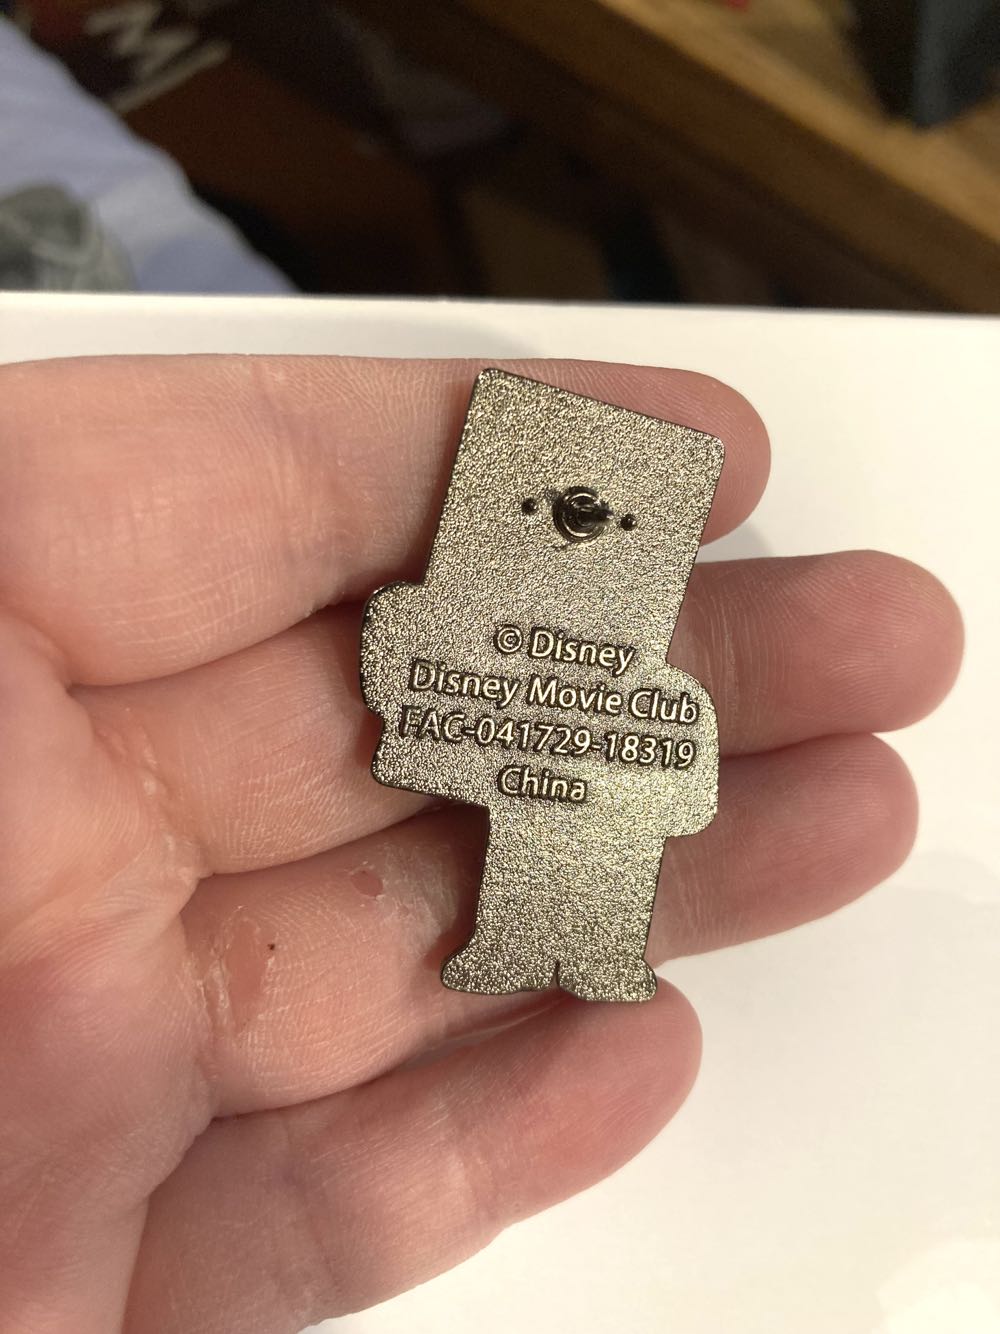 © Disney
Disney Movie Club
FAC-041729-18319
China